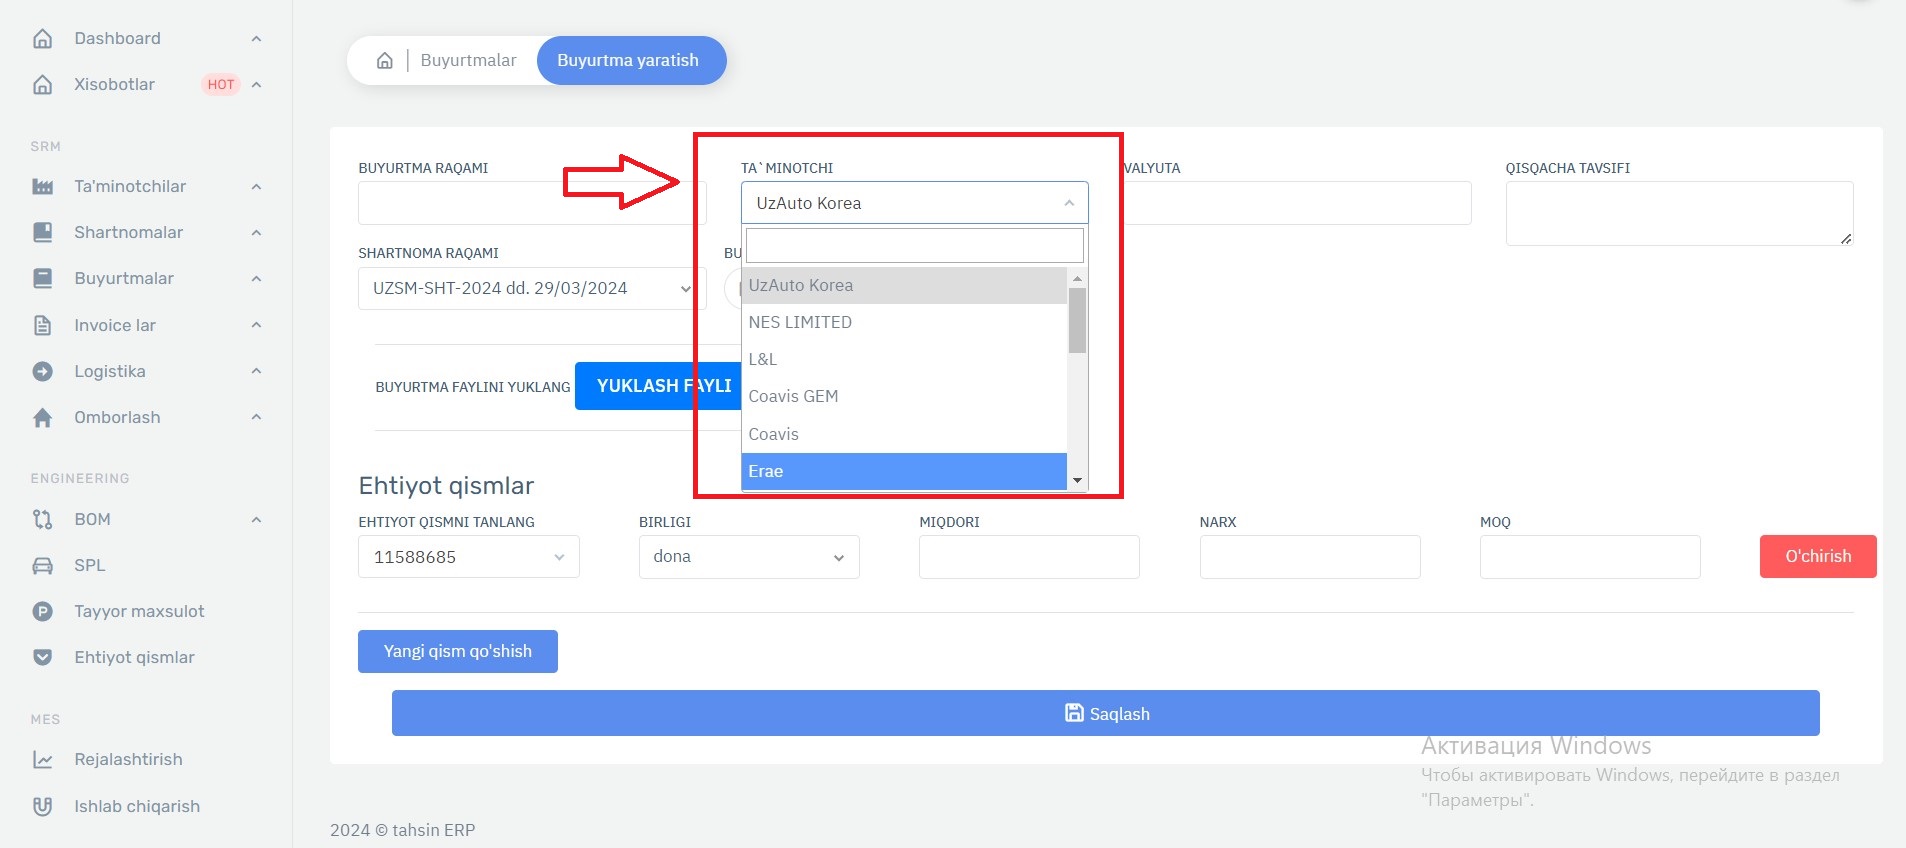 Dashboard
Xisobotlar HOT
SRM
Ta'minotchilar
Shartnomalar
Buyurtmalar
Invoice lar
Logistika
Omborlash
ENGINEERING
BOM
SPL
Tayyor maxsulot
Ehtiyot qismlar
MES
Rejalashtirish
Ishlab chiqarish
Buyurtmalar Buyurtma yaratish
BUYURTMA RAQAMI
TA`MINOTCHI
UzAuto Korea
UzAuto Korea
NES LIMITED
L&L
Coavis GEM
Coavis
Erae
VALYUTA
QISQACHA TAVSIFI
SHARTNOMA RAQAMI
UZSM-SHT-2024 dd. 29/03/2024
BU
BUYURTMA FAYLINI YUKLANG YUKLASH FAYLI
Ehtiyot qismlar
EHTIYOT QISMNI TANLANG BIRLIGI MIQDORI NARX MOQ
11588685 dona O'chirish
Yangi qism qo'shish
Saqlash
Активация Windows
Чтобы активировать Windows, перейдите в раздел
"Параметры".
2024 © tahsin ERP